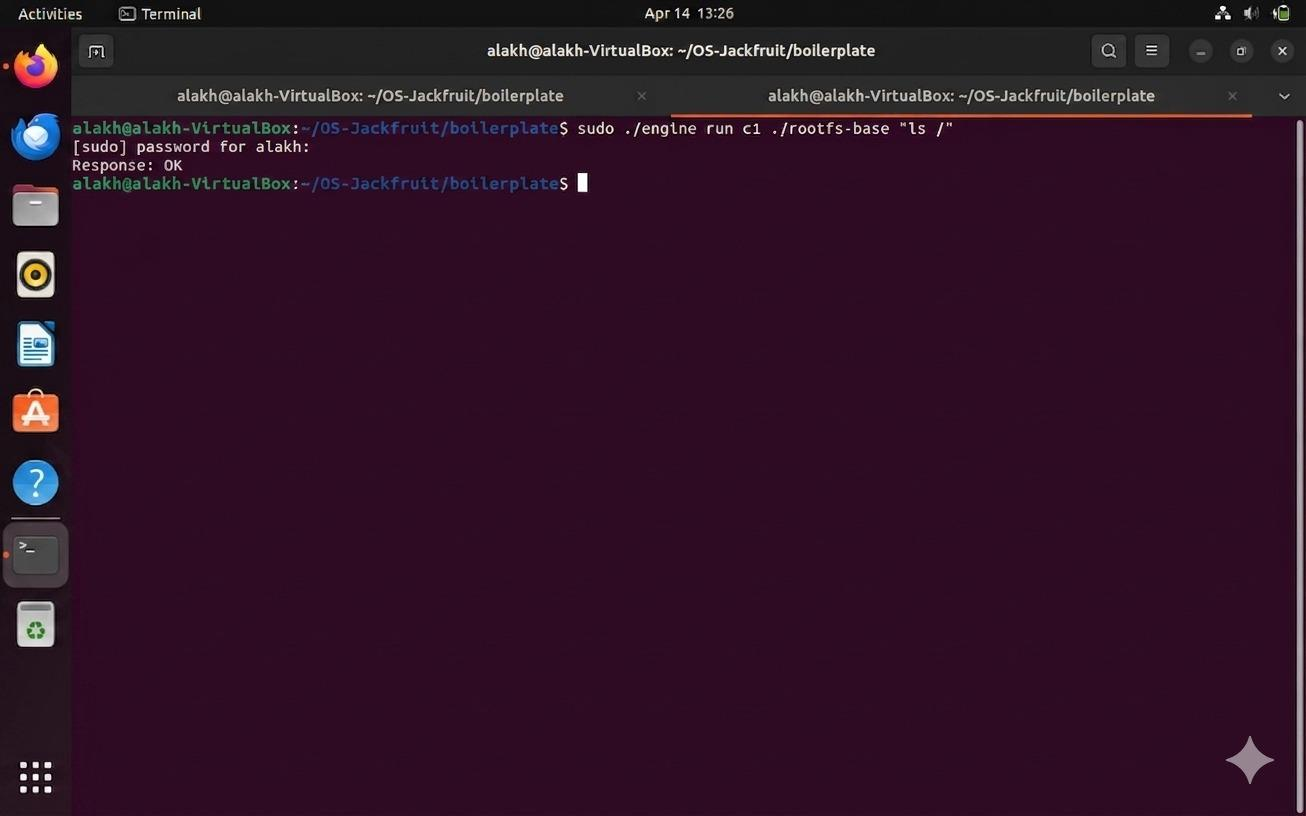 Activities
Terminal
Apr 14 13:26
alakh@alakh-VirtualBox: ~/OS-Jackfruit/boilerplate
alakh@alakh-VirtualBox: ~/OS-Jackfruit/boilerplate
alakh@alakh-VirtualBox: ~/OS-Jackfruit/boilerplate
alakh@alakh-VirtualBox:~/OS-Jackfruit/boilerplate$ sudo ./engine run c1 ./rootfs-base "ls /"
[sudo] password for alakh:
Response: OK
alakh@alakh-VirtualBox:~/OS-Jackfruit/boilerplate$